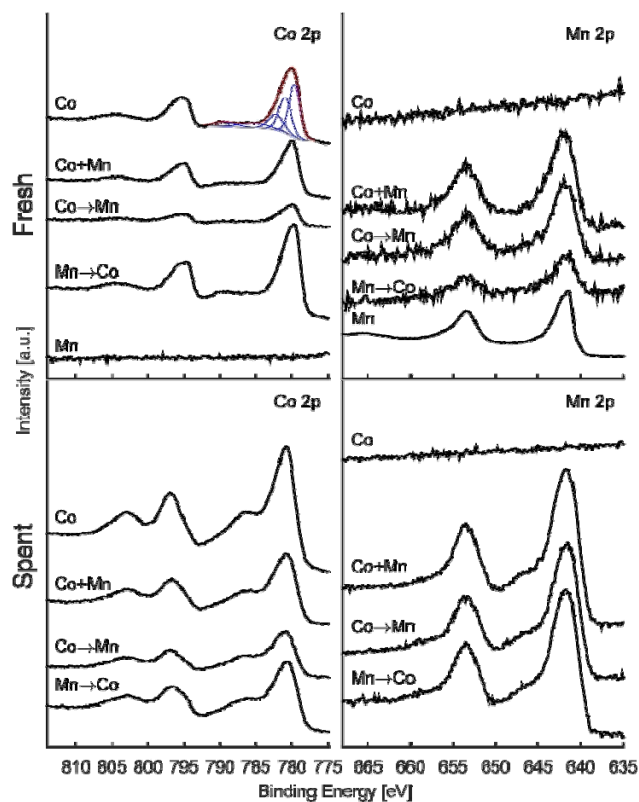 Co 2p
Mn 2p
Fresh
Co
Co+Mn
Co→Mn
Mn→Co
Mn
Co
Co+Mn
Co→Mn
Mn→Co
Mn
Intensity [a.u.]
Co 2p
Mn 2p
Spent
Co
Co+Mn
Co→Mn
Mn→Co
Co
Co+Mn
Co→Mn
Mn→Co
810 805 800 795 790 785 780 775
665 660 655 650 645 640 635
Binding Energy [eV]